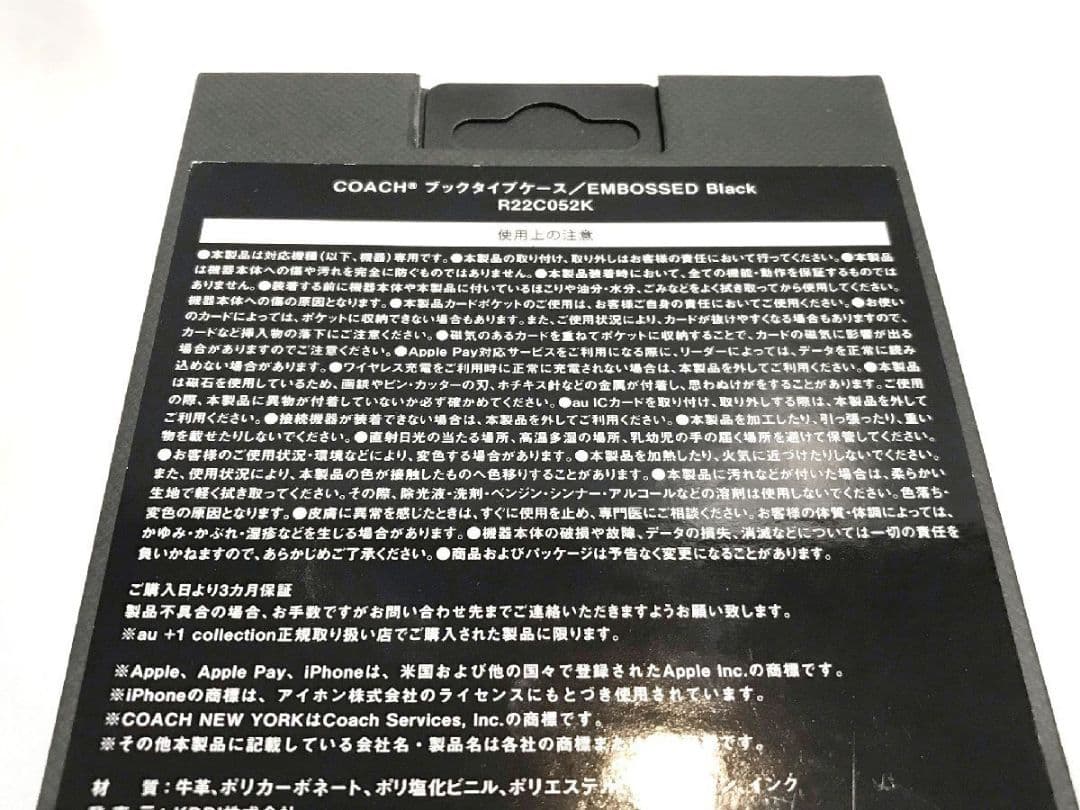 COACH® ブックタイプケース/EMBOSSED Black
R22C052K
使用上の注意
●本製品は対応機種(以下、機器)専用です。●本製品の取り付け、取り外しはお客様の責任において行ってください。●本製品
は機器本体への傷や汚れを完全に防ぐものではありません。●本製品装着時において、全ての機能・動作を保証するものでは
ありません。●装着する前に機器本体や本製品に付いているほこりや油分・水分、ごみなどをよく拭き取ってから使用してください。
機器本体への傷の原因となります。●本製品カードポケットのご使用は、お客様ご自身の責任においてご使用ください。●お使い
のカードによっては、ポケットに収納できない場合もあります。また、ご使用状況により、カードが抜けやすくなる場合もありますので、
カードなど挿入物の落下にご注意ください。●磁気のあるカードを重ねてポケットに収納することで、カードの磁気に影響が出る
場合がありますのでご注意ください。●Apple Pay対応サービスをご利用になる際に、リーダーによっては、データを正常に読み
込めない場合があります。●ワイヤレス充電をご利用時に正常に充電されない場合は、本製品を外してご利用ください。●本製品
は磁石を使用しているため、画鋲やピン・カッターの刃、ホチキス針などの金属が付着し、思わぬけがをすることがあります。ご使用
の際、本製品に異物が付着していないか必ず確かめてください。●au ICカードを取り付け、取り外しする際は、本製品を外して
ご利用ください。●接続機器が装着できない場合は、本製品を外してご利用ください。●本製品を加工したり、引っ張ったり、重い
物を載せたりしないでください。●直射日光の当たる場所、高温多湿の場所、乳幼児の手の届く場所を避けて保管してください。
●お客様のご使用状況・環境などにより、変色する場合があります。●本製品を加熱したり、火気に近づけたりしないでください。
また、使用状況により、本製品の色が接触したものへ色移りすることがあります。●本製品に汚れなどが付いた場合は、柔らかい
生地で軽く拭き取ってください。その際、除光液・洗剤・ベンジン・シンナー・アルコールなどの溶剤は使用しないでください。色落ち・
変色の原因となります。●皮膚に異常を感じたときは、すぐに使用を止め、専門医にご相談ください。お客様の体質・体調によっては、
かゆみ・かぶれ・湿疹などを生じる場合があります。●機器本体の破損や故障、データの損失、消滅などについては一切の責任を
負いかねますので、あらかじめご了承ください。●商品およびパッケージは予告なく変更になることがあります。
ご購入日より3カ月保証
製品不具合の場合、お手数ですがお問い合わせ先までご連絡いただきますようお願い致します。
※au +1 collection正規取り扱い店でご購入された製品に限ります。
※Apple、Apple Pay、iPhoneは、米国および他の国々で登録されたApple Inc.の商標です。
※iPhoneの商標は、アイホン株式会社のライセンスにもとづき使用されています。
※COACH NEW YORKはCoach Services, Inc.の商標です。
※その他本製品に記載している会社名・製品名は各社の商標また 商標です。
材 質:牛革、ポリカーボネート、ポリ塩化ビニル、ポリエステル、 インク